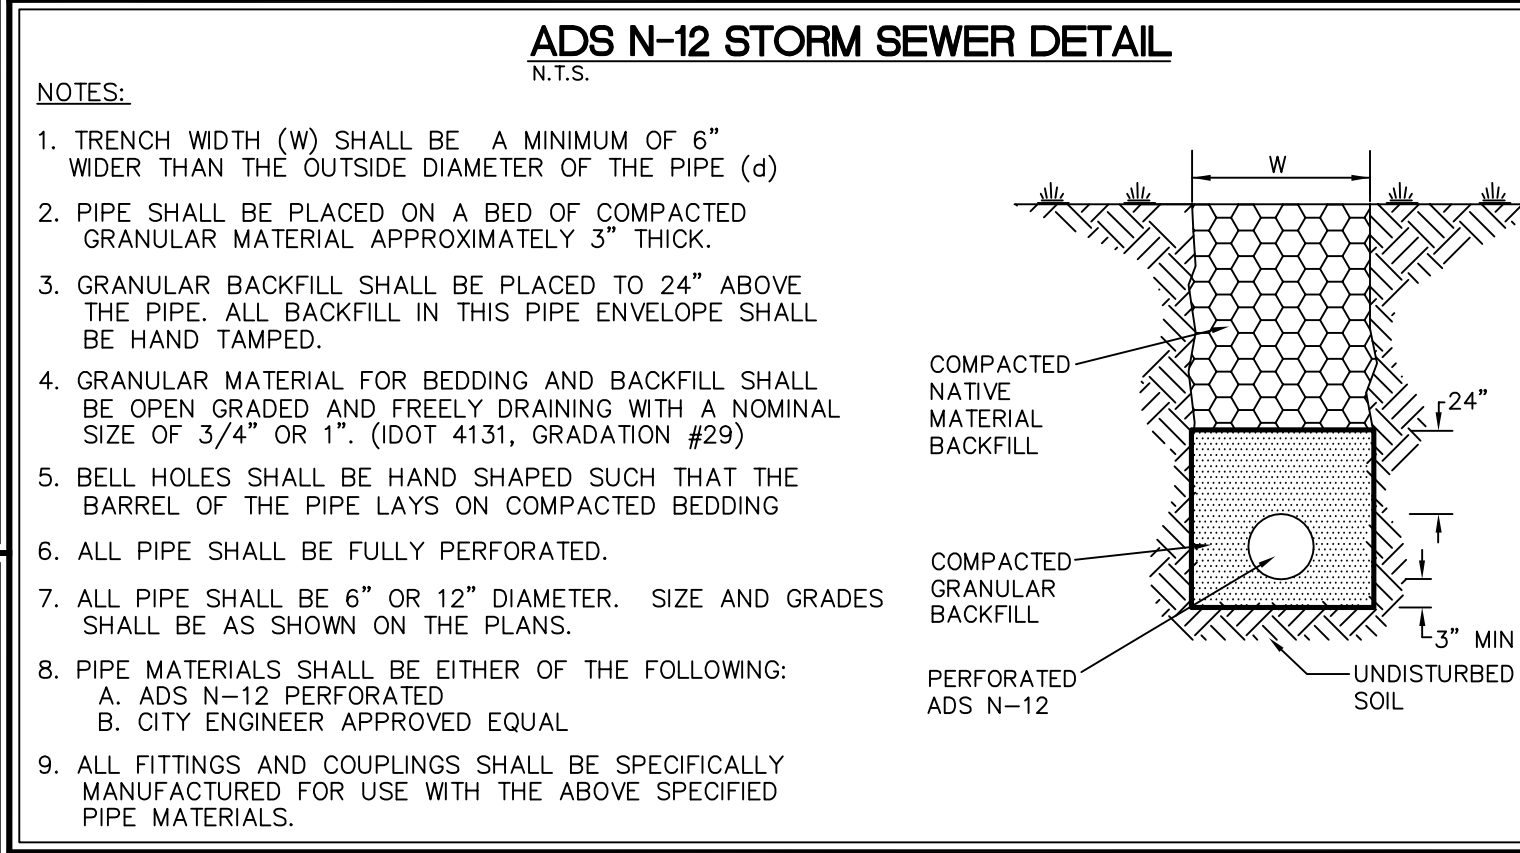 ADS N-12 STORM SEWER DETAIL
N.T.S.
NOTES:
1. TRENCH WIDTH (W) SHALL BE A MINIMUM OF 6"
WIDER THAN THE OUTSIDE DIAMETER OF THE PIPE (d)
2. PIPE SHALL BE PLACED ON A BED OF COMPACTED
GRANULAR MATERIAL APPROXIMATELY 3" THICK.
3. GRANULAR BACKFILL SHALL BE PLACED TO 24" ABOVE
THE PIPE. ALL BACKFILL IN THIS PIPE ENVELOPE SHALL
BE HAND TAMPED.
4. GRANULAR MATERIAL FOR BEDDING AND BACKFILL SHALL
BE OPEN GRADED AND FREELY DRAINING WITH A NOMINAL
SIZE OF 3/4" OR 1". (IDOT 4131, GRADATION #29)
5. BELL HOLES SHALL BE HAND SHAPED SUCH THAT THE
BARREL OF THE PIPE LAYS ON COMPACTED BEDDING
6. ALL PIPE SHALL BE FULLY PERFORATED.
7. ALL PIPE SHALL BE 6" OR 12" DIAMETER. SIZE AND GRADES
SHALL BE AS SHOWN ON THE PLANS.
8. PIPE MATERIALS SHALL BE EITHER OF THE FOLLOWING:
A. ADS N-12 PERFORATED
B. CITY ENGINEER APPROVED EQUAL
9. ALL FITTINGS AND COUPLINGS SHALL BE SPECIFICALLY
MANUFACTURED FOR USE WITH THE ABOVE SPECIFIED
PIPE MATERIALS.
W
COMPACTED
NATIVE
MATERIAL
BACKFILL
24"
COMPACTED
GRANULAR
BACKFILL
3" MIN
PERFORATED
ADS N-12
UNDISTURBED
SOIL